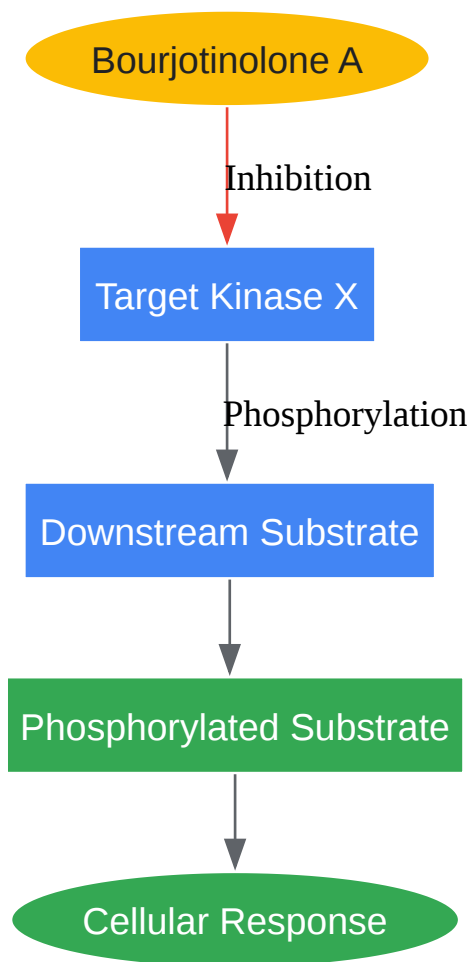 Bourjotinolone A
Inhibition
Target Kinase X
Phosphorylation
Downstream Substrate
Phosphorylated Substrate
Cellular Response